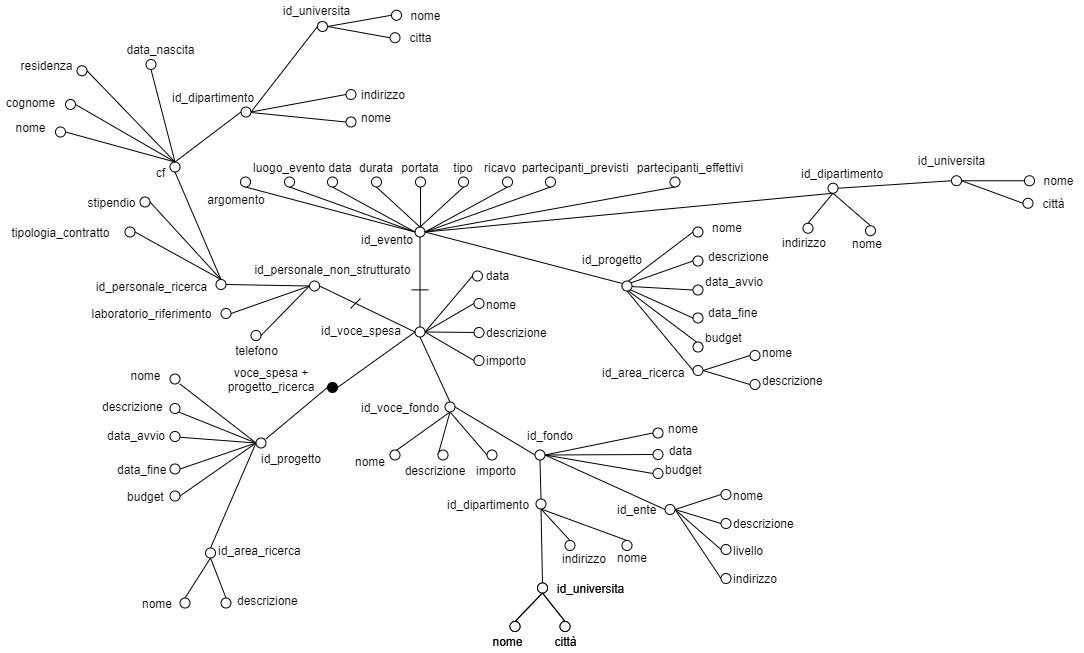 id_universita
nome
citta
data_nascita
residenza
cognome
nome
id_dipartimento
indirizzo
nome
cf
luogo_evento data durata portata tipo ricavo partecipanti_previsti partecipanti_effettivi
argomento
id_evento
id_dipartimento
id_universita
nome
città
indirizzo
nome
stipendio
tipologia_contratto
id_personale_ricerca
id_personale_non_strutturato
laboratorio_riferimento
telefono
id_progetto
nome
descrizione
data_avvio
data_fine
budget
id_area_ricerca
nome
descrizione
id_voce_spesa
data
nome
descrizione
importo
voce_spesa +
progetto_ricerca
nome
descrizione
data_avvio
data_fine
budget
id_progetto
id_area_ricerca
nome
descrizione
id_voce_fondo
nome
descrizione
importo
id_fondo
nome
data
budget
id_dipartimento
indirizzo
nome
id_ente
nome
descrizione
livello
indirizzo
id_universita
nome
città